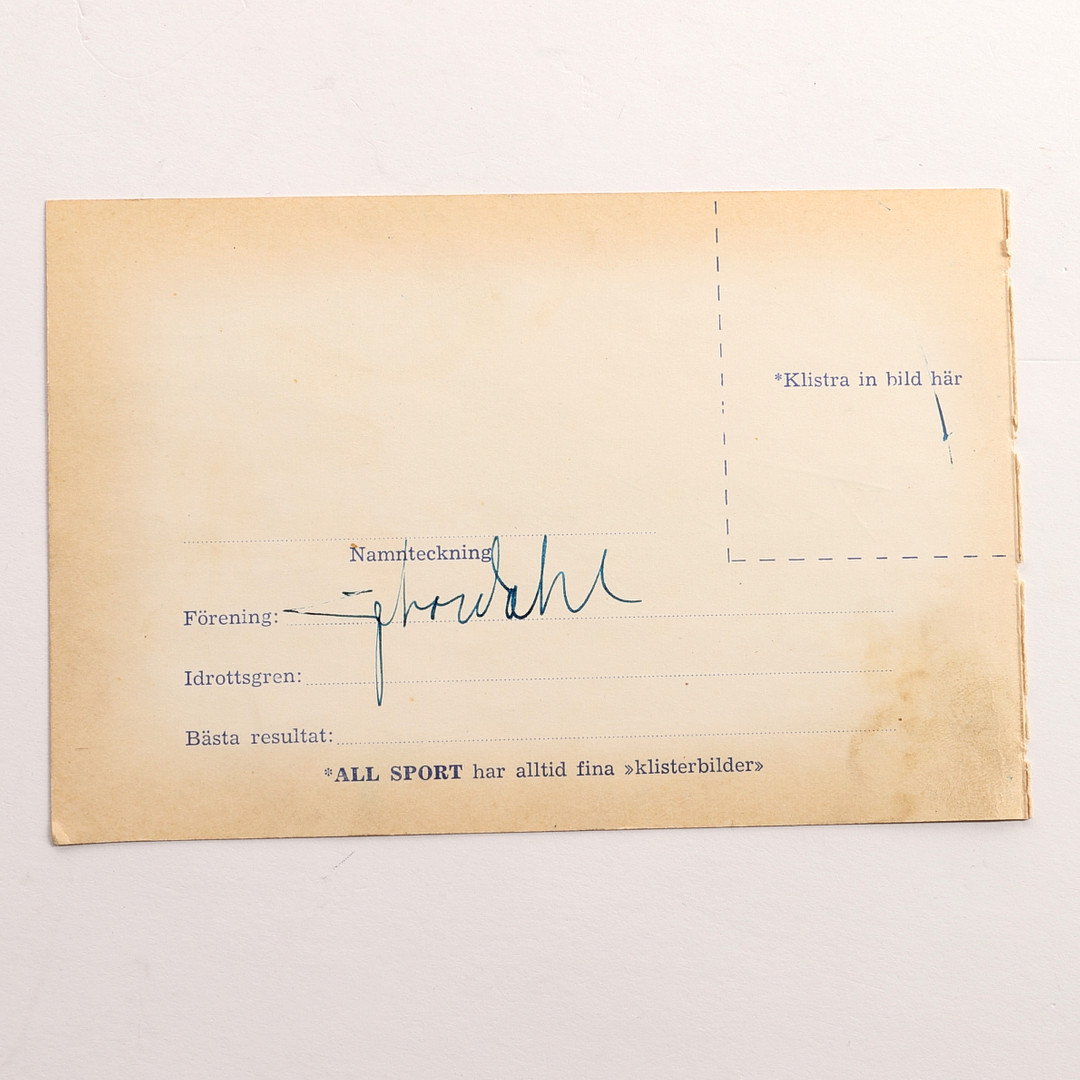 *Klistra in bild här
Namnteckning
Förening:
Idrottsgren:
Bästa resultat:
*ALL SPORT har alltid fina »klisterbilder»